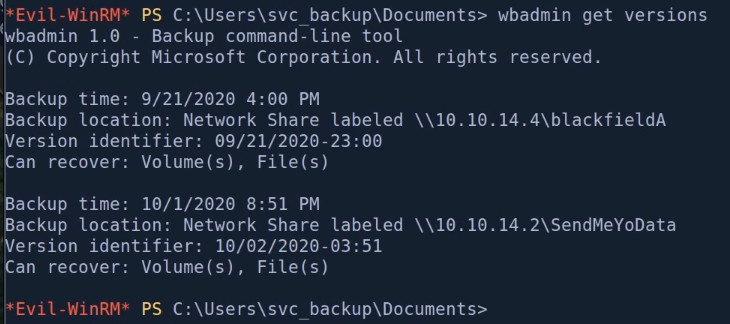 *Evil-WinRM* PS C:\Users\svc_backup\Documents> wbadmin get versions
wbadmin 1.0 - Backup command-line tool
(C) Copyright Microsoft Corporation. All rights reserved.
Backup time: 9/21/2020 4:00 PM
Backup location: Network Share labeled \\10.10.14.4\blackfieldA
Version identifier: 09/21/2020-23:00
Can recover: Volume(s), File(s)
Backup time: 10/1/2020 8:51 PM
Backup location: Network Share labeled \\10.10.14.2\SendMeYoData
Version identifier: 10/02/2020-03:51
Can recover: Volume(s), File(s)
*Evil-WinRM* PS C:\Users\svc_backup\Documents>